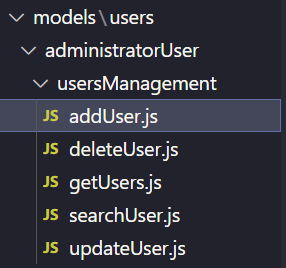 models\users
administratorUser
usersManagement
JS addUser.js
JS deleteUser.js
JS getUsers.js
JS searchUser.js
JS updateUser.js